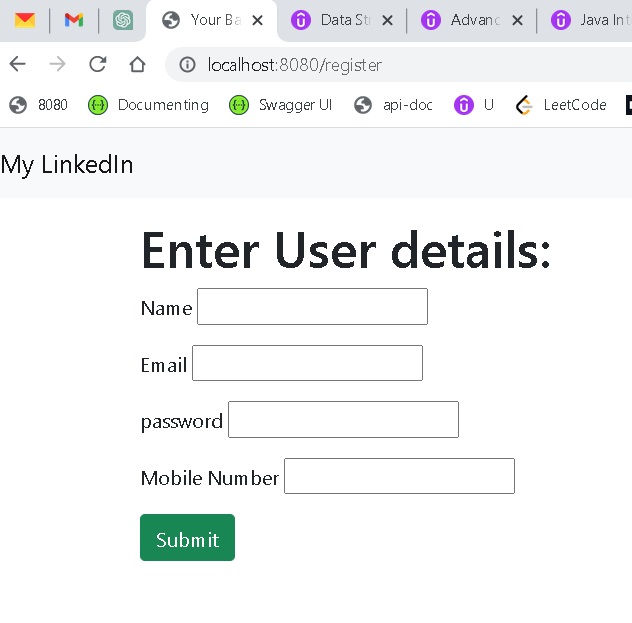 Your Ba
Data St
Advanc
Java Int
localhost:8080/register
8080 Documenting Swagger UI api-doc U LeetCode
My LinkedIn
Enter User details:
Name
Email
password
Mobile Number
Submit